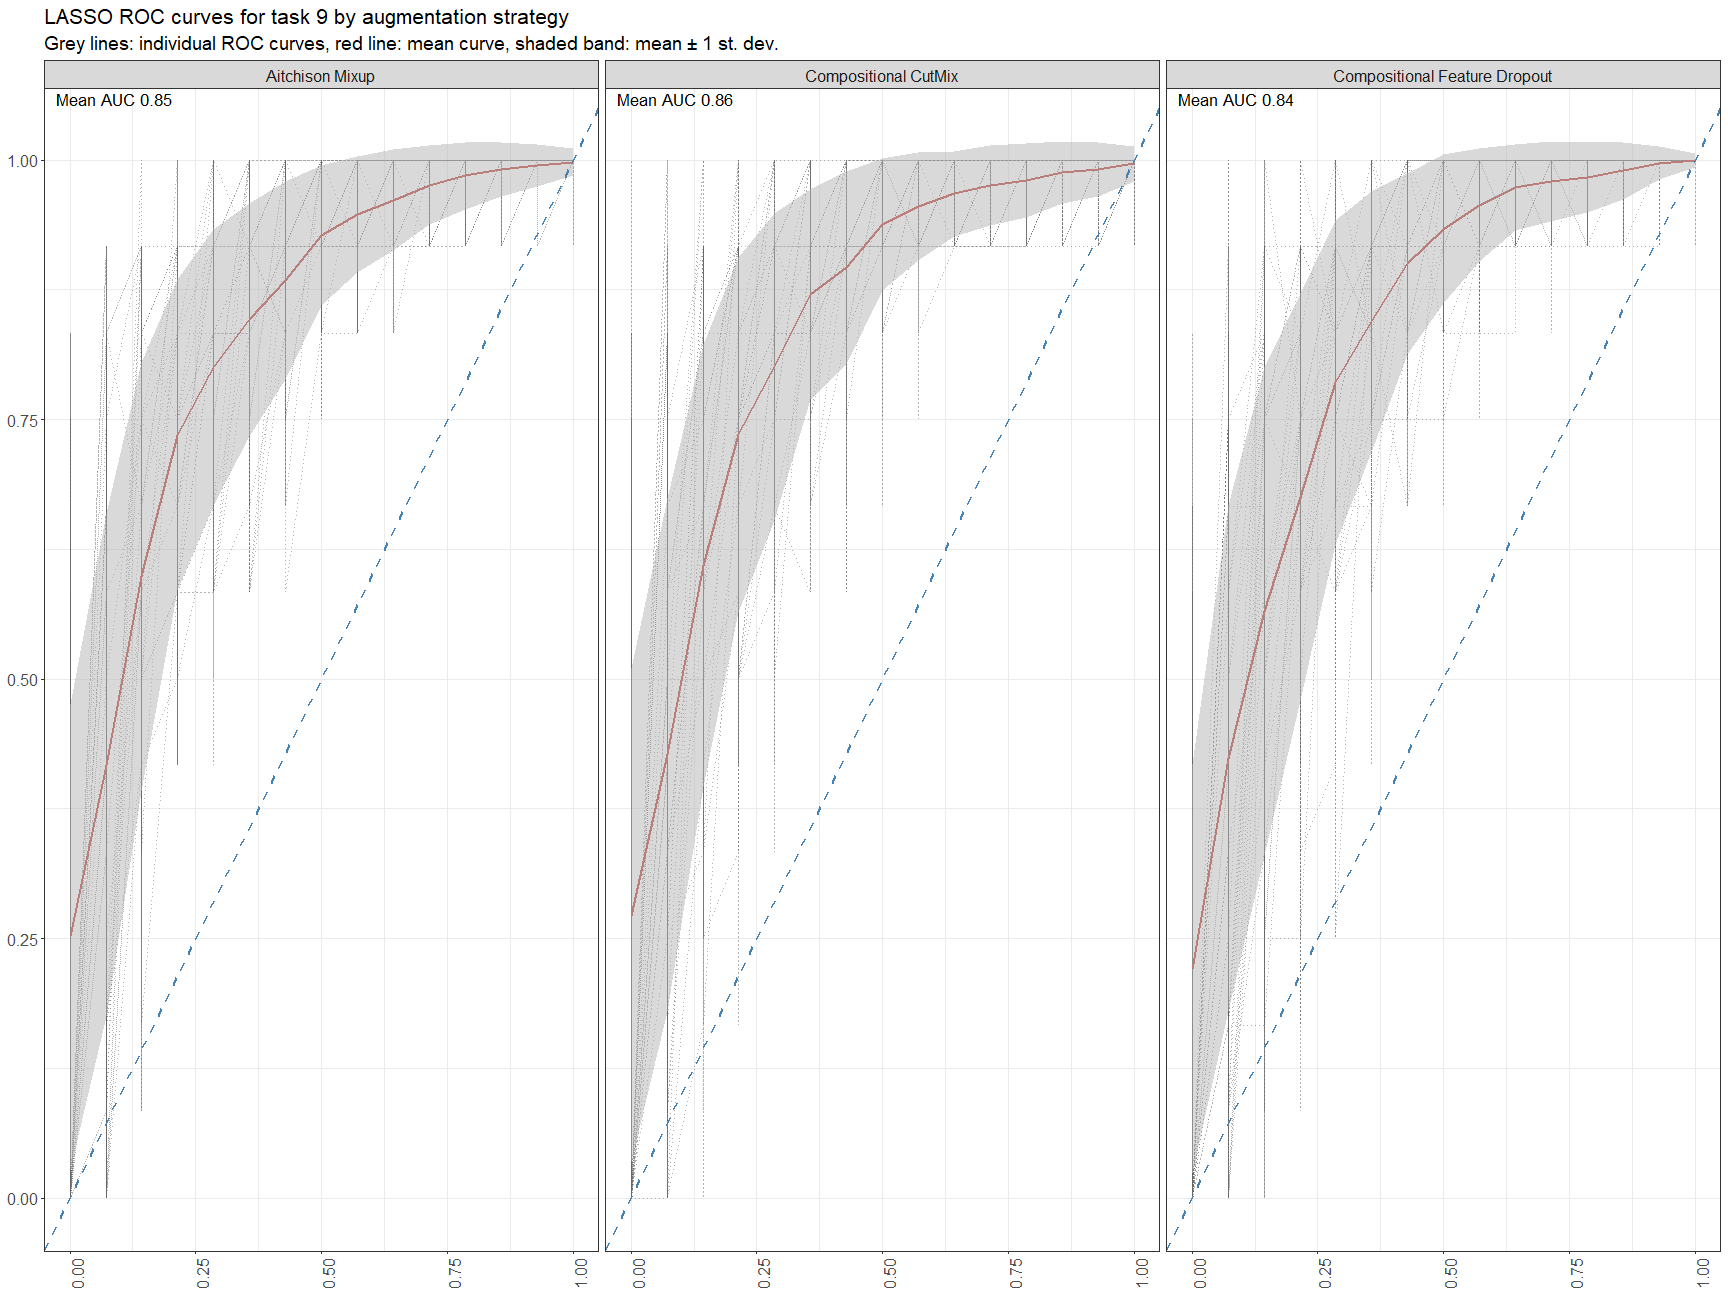 LASSO ROC curves for task 9 by augmentation strategy
Grey lines: individual ROC curves, red line: mean curve, shaded band: mean ± 1 st. dev.
Aitchison Mixup
Compositional CutMix
Compositional Feature Dropout
Mean AUC 0.85
Mean AUC 0.86
Mean AUC 0.84
1.00
0.75
0.50
0.25
0.00
0.00
0.25
0.50
0.75
1.00
0.00
0.25
0.50
0.75
1.00
0.00
0.25
0.50
0.75
1.00